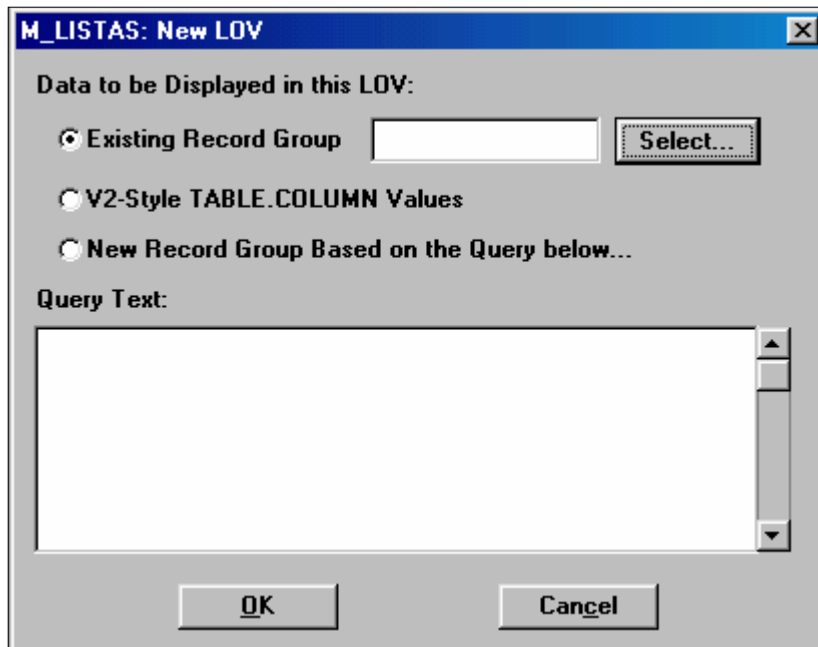 M_LISTAS: New LOV
Data to be Displayed in this LOV:
Existing Record Group Select...
V2-Style TABLE.COLUMN Values
New Record Group Based on the Query below...
Query Text:
OK Cancel